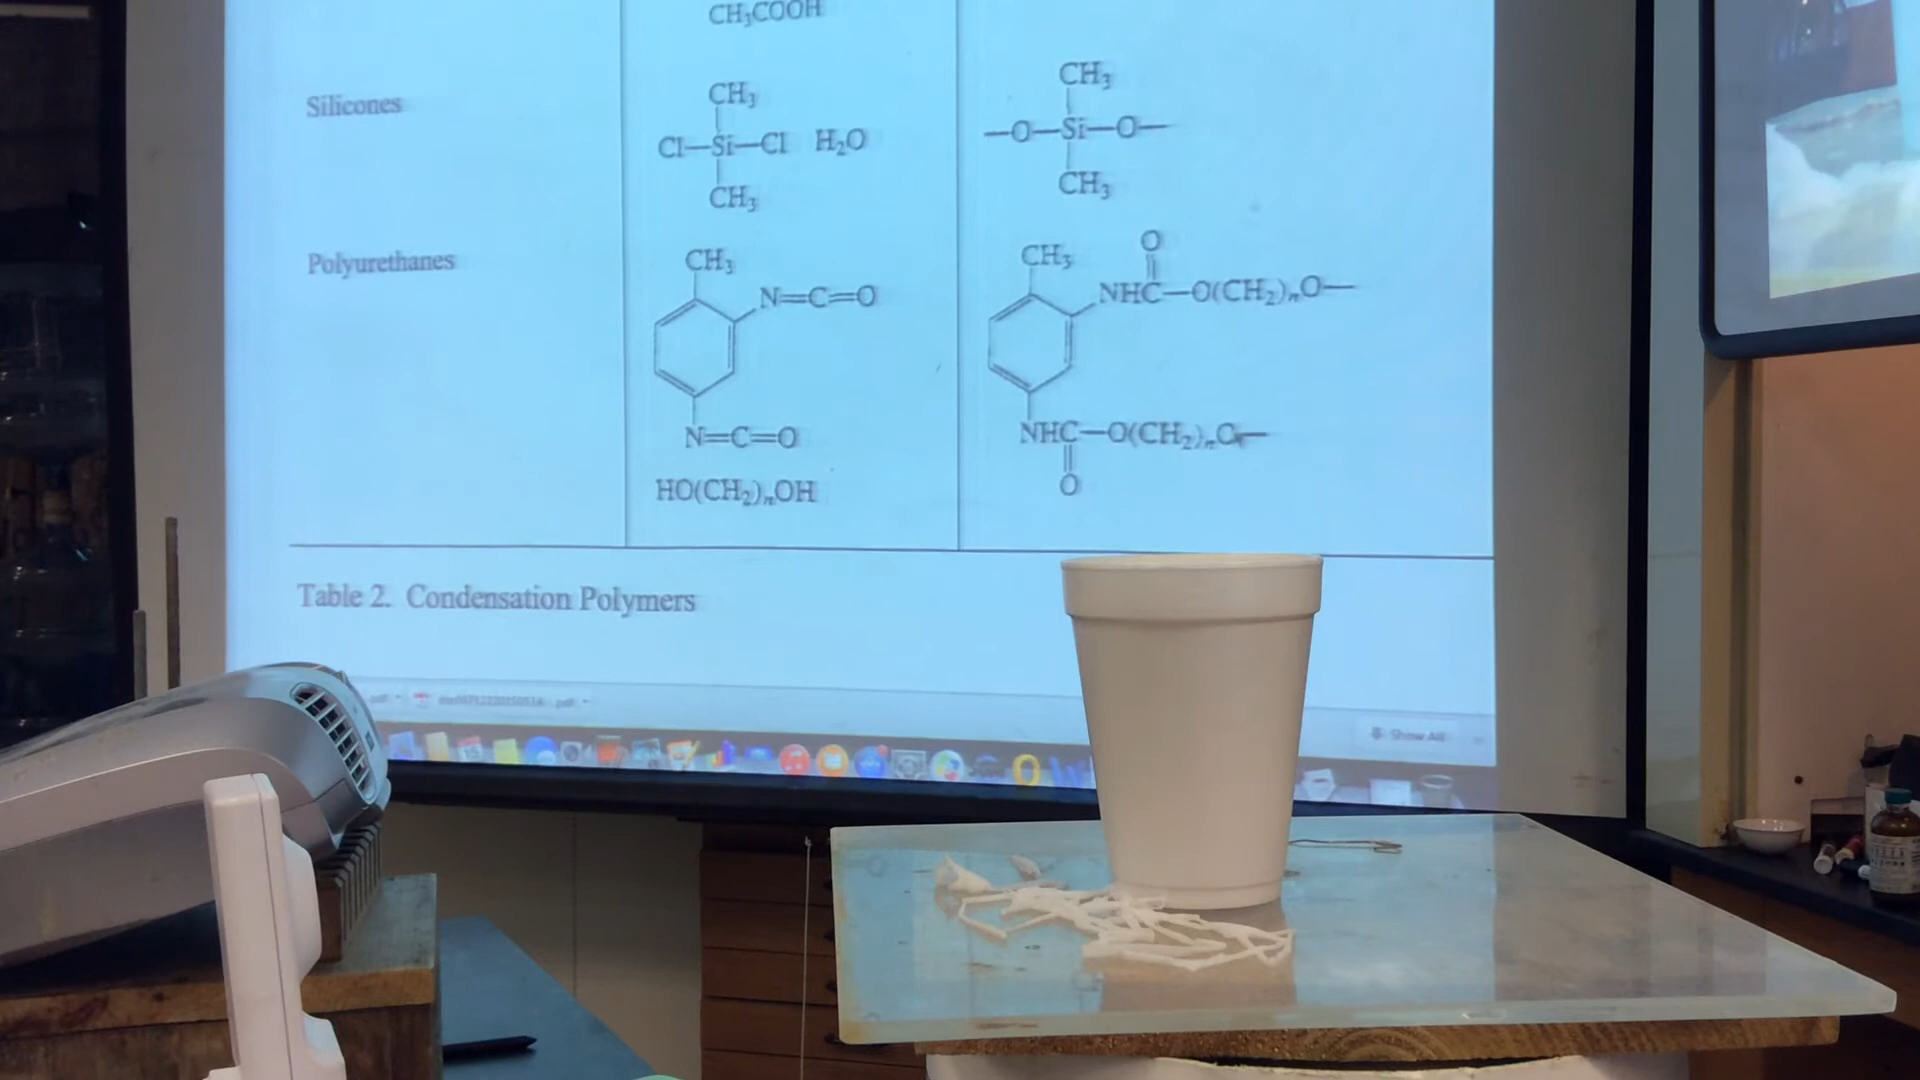 CH₃COOH
Silicones
CH₃
Cl—Si—Cl H₂O
CH₃
CH₃
—O—Si—O—
CH₃
Polyurethanes
CH₃
N=C=O
N=C=O
HO(CH₂)ₙOH
O
CH₃
NHC—O(CH₂)ₙO—
NHC—O(CH₂)ₙO—
O
Table 2. Condensation Polymers
.pdf
Show All